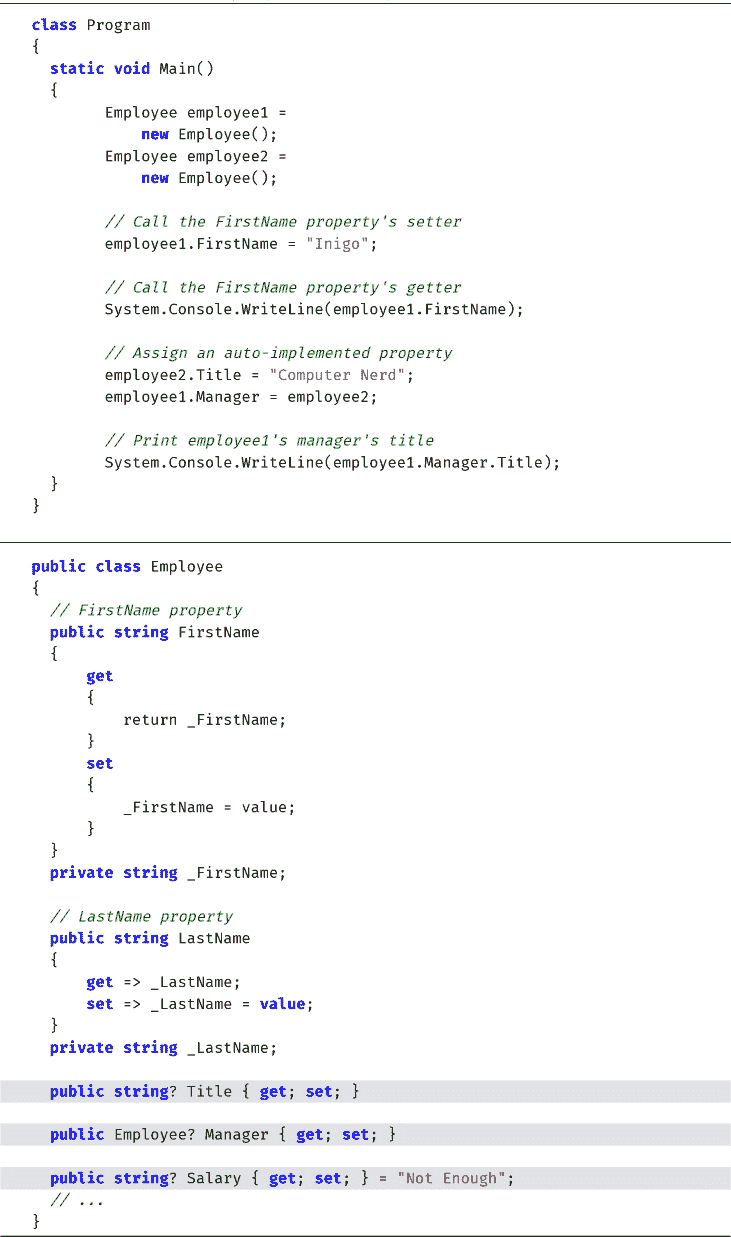 class Program
{
  static void Main()
  {
        Employee employee1 =
            new Employee();
        Employee employee2 =
            new Employee();

        // Call the FirstName property's setter
        employee1.FirstName = "Inigo";

        // Call the FirstName property's getter
        System.Console.WriteLine(employee1.FirstName);

        // Assign an auto-implemented property
        employee2.Title = "Computer Nerd";
        employee1.Manager = employee2;

        // Print employee1's manager's title
        System.Console.WriteLine(employee1.Manager.Title);
  }
}

public class Employee
{
  // FirstName property
  public string FirstName
  {
      get
      {
          return _FirstName;
      }
      set
      {
          _FirstName = value;
      }
  }
  private string _FirstName;

  // LastName property
  public string LastName
  {
      get => _LastName;
      set => _LastName = value;
  }
  private string _LastName;

  public string? Title { get; set; }

  public Employee? Manager { get; set; }

  public string? Salary { get; set; } = "Not Enough";
  // ...
}